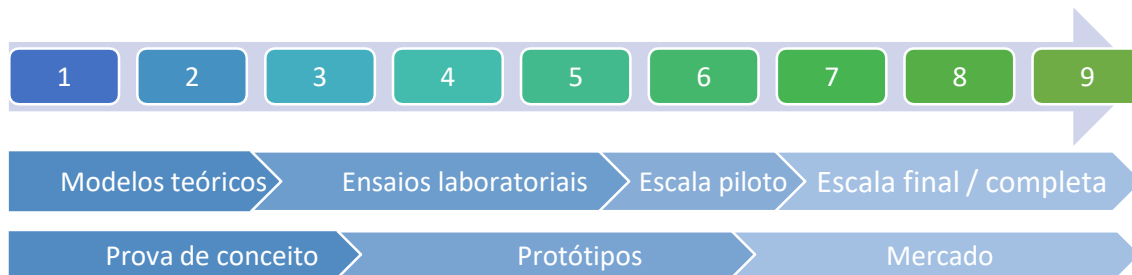 1 2 3 4 5 6 7 8 9
Modelos teóricos Ensaios laboratoriais Escala piloto Escala final / completa
Prova de conceito Protótipos Mercado